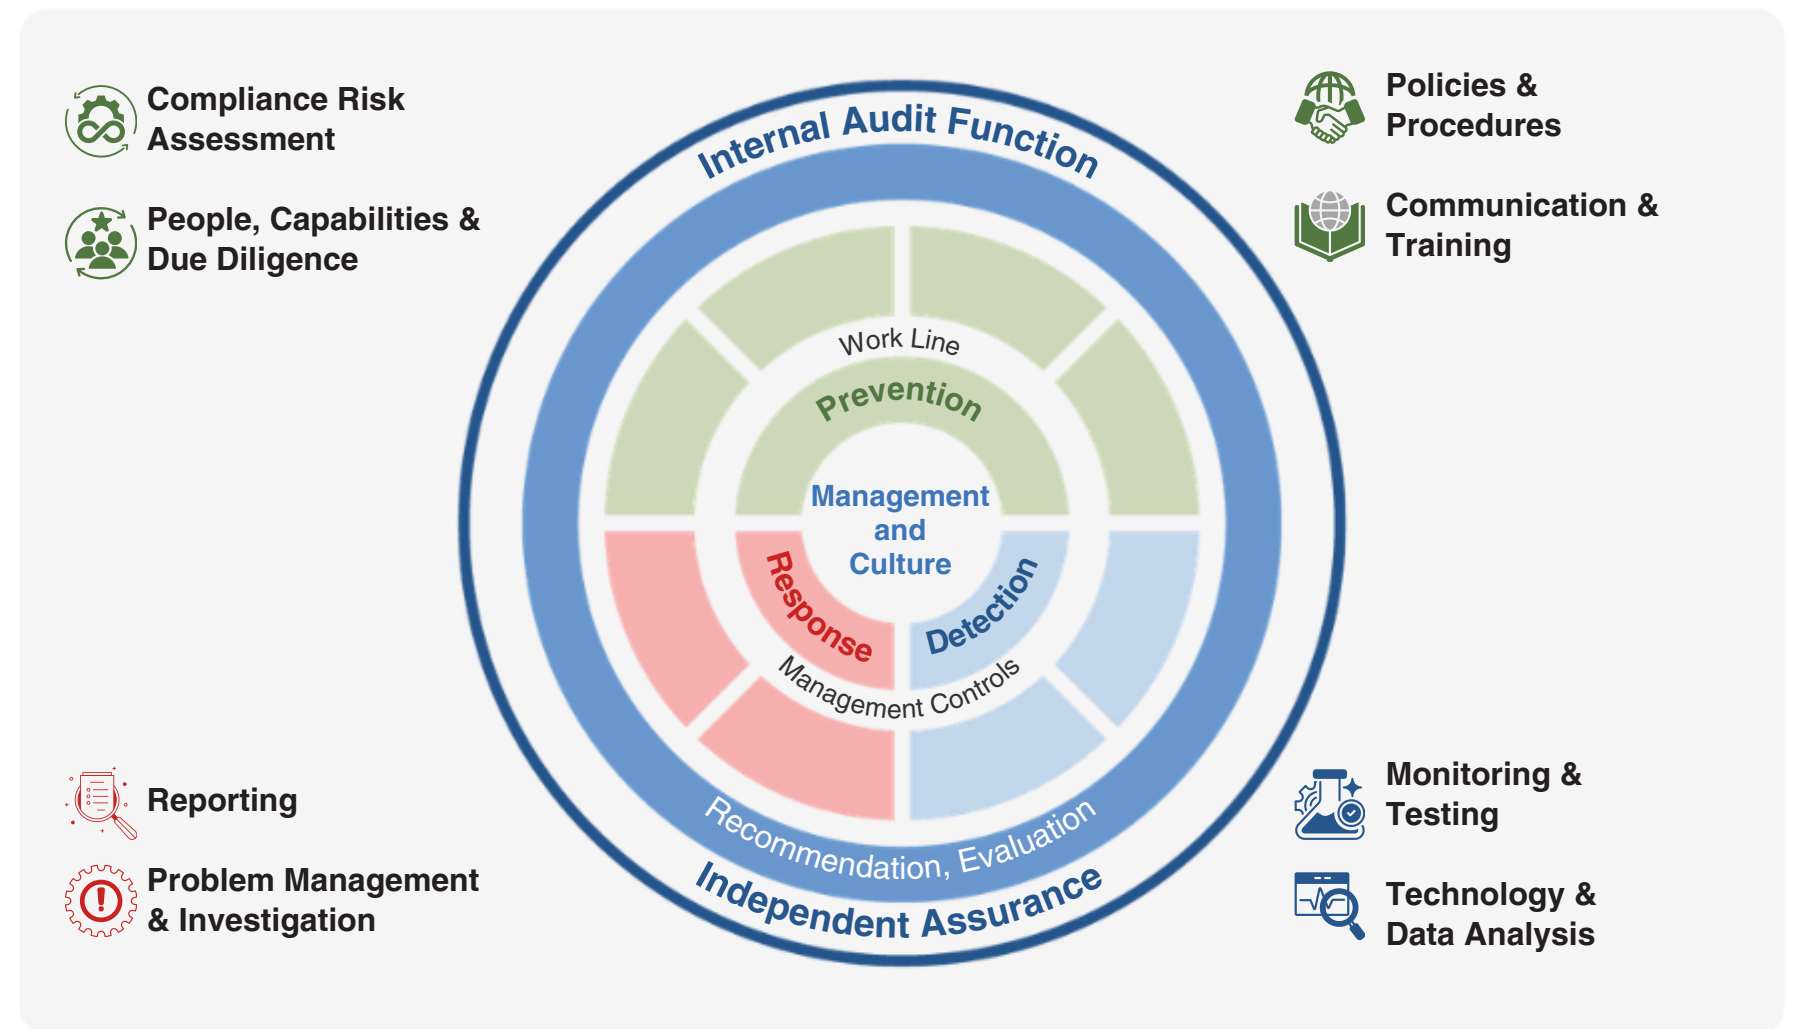 Compliance Risk
Assessment
People, Capabilities &
Due Diligence
Policies &
Procedures
Communication &
Training
Internal Audit Function
Work Line
Prevention
Management
and
Culture
Response
Detection
Management Controls
Recommendation, Evaluation
Independent Assurance
Reporting
Problem Management
& Investigation
Monitoring &
Testing
Technology &
Data Analysis